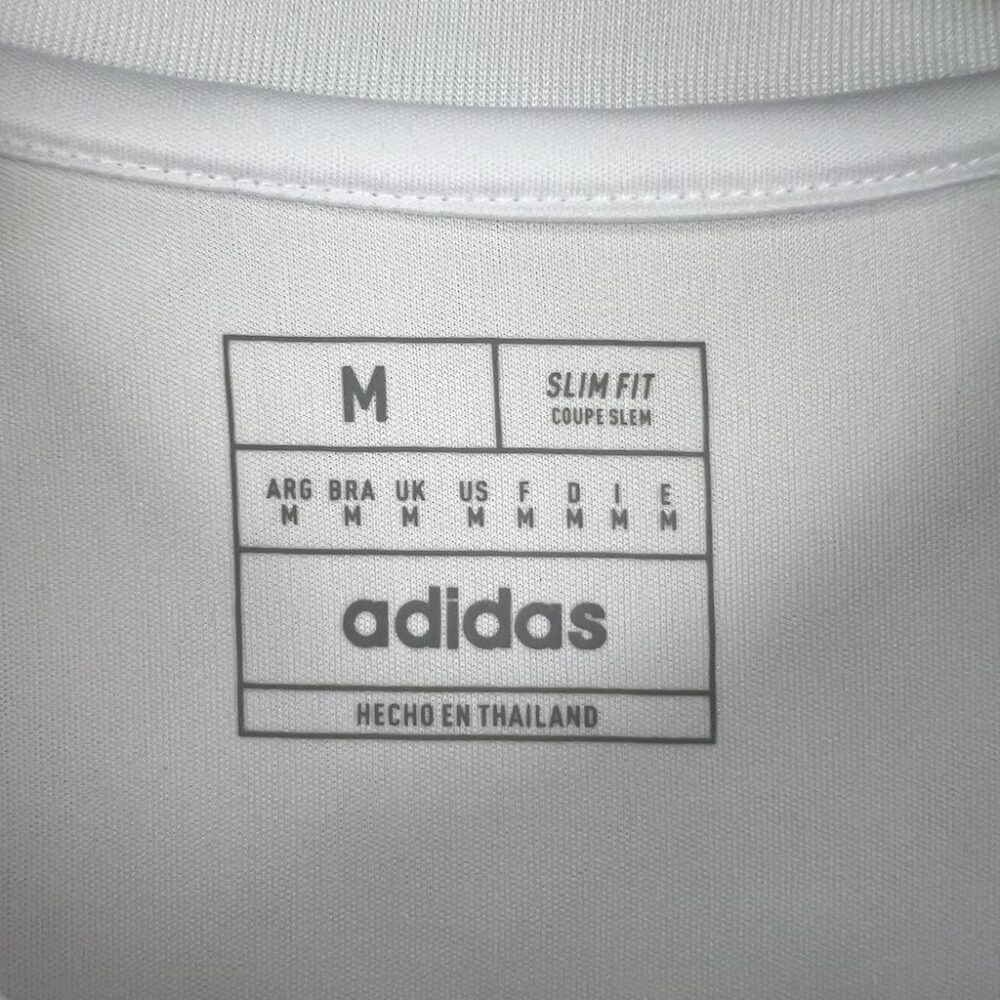 M
SLIM FIT
COUPE SLEM
ARG BRA UK US F D I E
M M M M M M M M
adidas
HECHO EN THAILAND